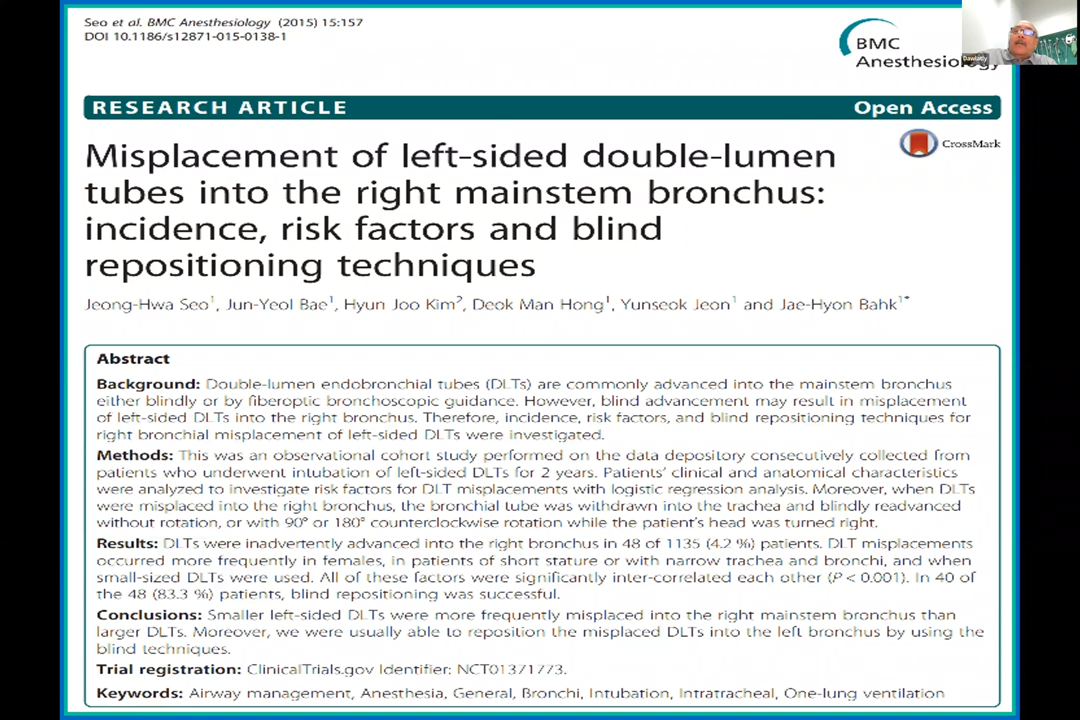 Seo et al. BMC Anesthesiology (2015) 15:157
DOI 10.1186/s12871-015-0138-1
BMC
Anesthesiology
Dawlatly
RESEARCH ARTICLE Open Access
CrossMark
Misplacement of left-sided double-lumen
tubes into the right mainstem bronchus:
incidence, risk factors and blind
repositioning techniques
Jeong-Hwa Seo1, Jun-Yeol Bae1, Hyun Joo Kim2, Deok Man Hong1, Yunseok Jeon1 and Jae-Hyon Bahk1*
Abstract
Background: Double-lumen endobronchial tubes (DLTs) are commonly advanced into the mainstem bronchus
either blindly or by fiberoptic bronchoscopic guidance. However, blind advancement may result in misplacement
of left-sided DLTs into the right bronchus. Therefore, incidence, risk factors, and blind repositioning techniques for
right bronchial misplacement of left-sided DLTs were investigated.
Methods: This was an observational cohort study performed on the data depository consecutively collected from
patients who underwent intubation of left-sided DLTs for 2 years. Patients' clinical and anatomical characteristics
were analyzed to investigate risk factors for DLT misplacements with logistic regression analysis. Moreover, when DLTs
were misplaced into the right bronchus, the bronchial tube was withdrawn into the trachea and blindly readvanced
without rotation, or with 90° or 180° counterclockwise rotation while the patient's head was turned right.
Results: DLTs were inadvertently advanced into the right bronchus in 48 of 1135 (4.2 %) patients. DLT misplacements
occurred more frequently in females, in patients of short stature or with narrow trachea and bronchi, and when
small-sized DLTs were used. All of these factors were significantly inter-correlated each other (P < 0.001). In 40 of
the 48 (83.3 %) patients, blind repositioning was successful.
Conclusions: Smaller left-sided DLTs were more frequently misplaced into the right mainstem bronchus than
larger DLTs. Moreover, we were usually able to reposition the misplaced DLTs into the left bronchus by using the
blind techniques.
Trial registration: ClinicalTrials.gov Identifier: NCT01371773.
Keywords: Airway management, Anesthesia, General, Bronchi, Intubation, Intratracheal, One-lung ventilation